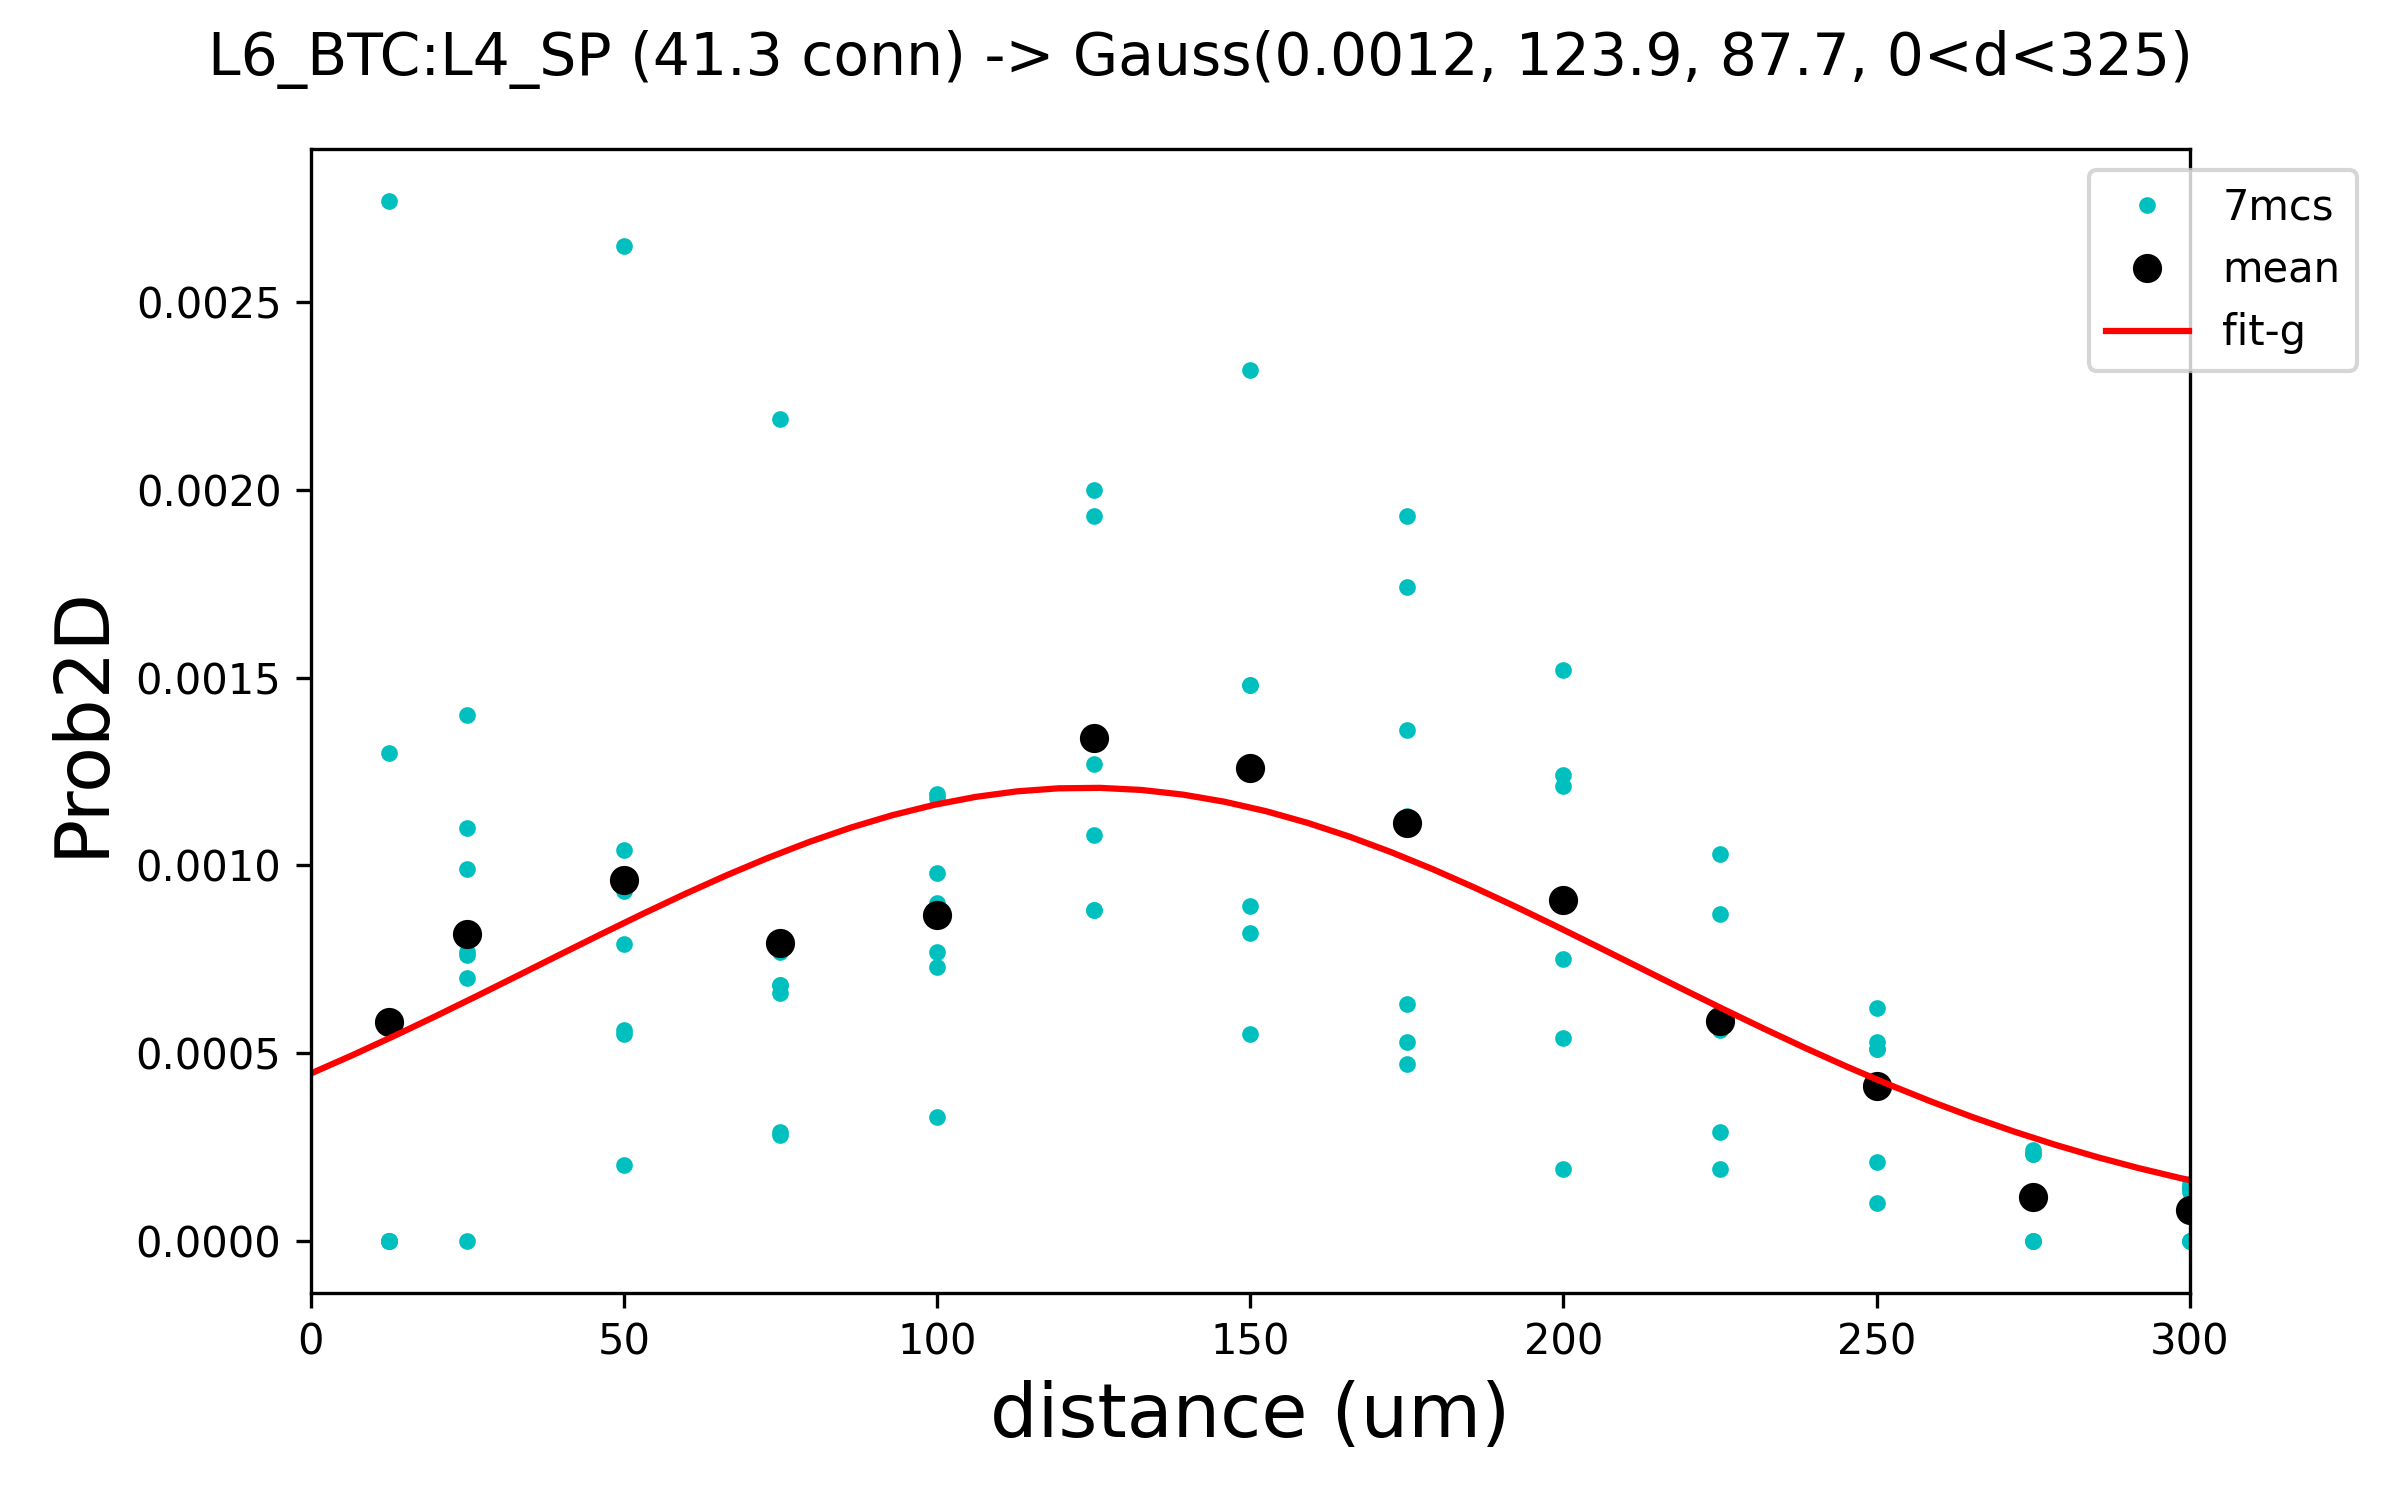 L6_BTC:L4_SP (41.3 conn) -> Gauss(0.0012, 123.9, 87.7, 0<d<325)
7mcs
mean
fit-g
0.0025
0.0020
0.0015
0.0010
0.0005
0.0000
Prob2D
0 50 100 150 200 250 300
distance (um)